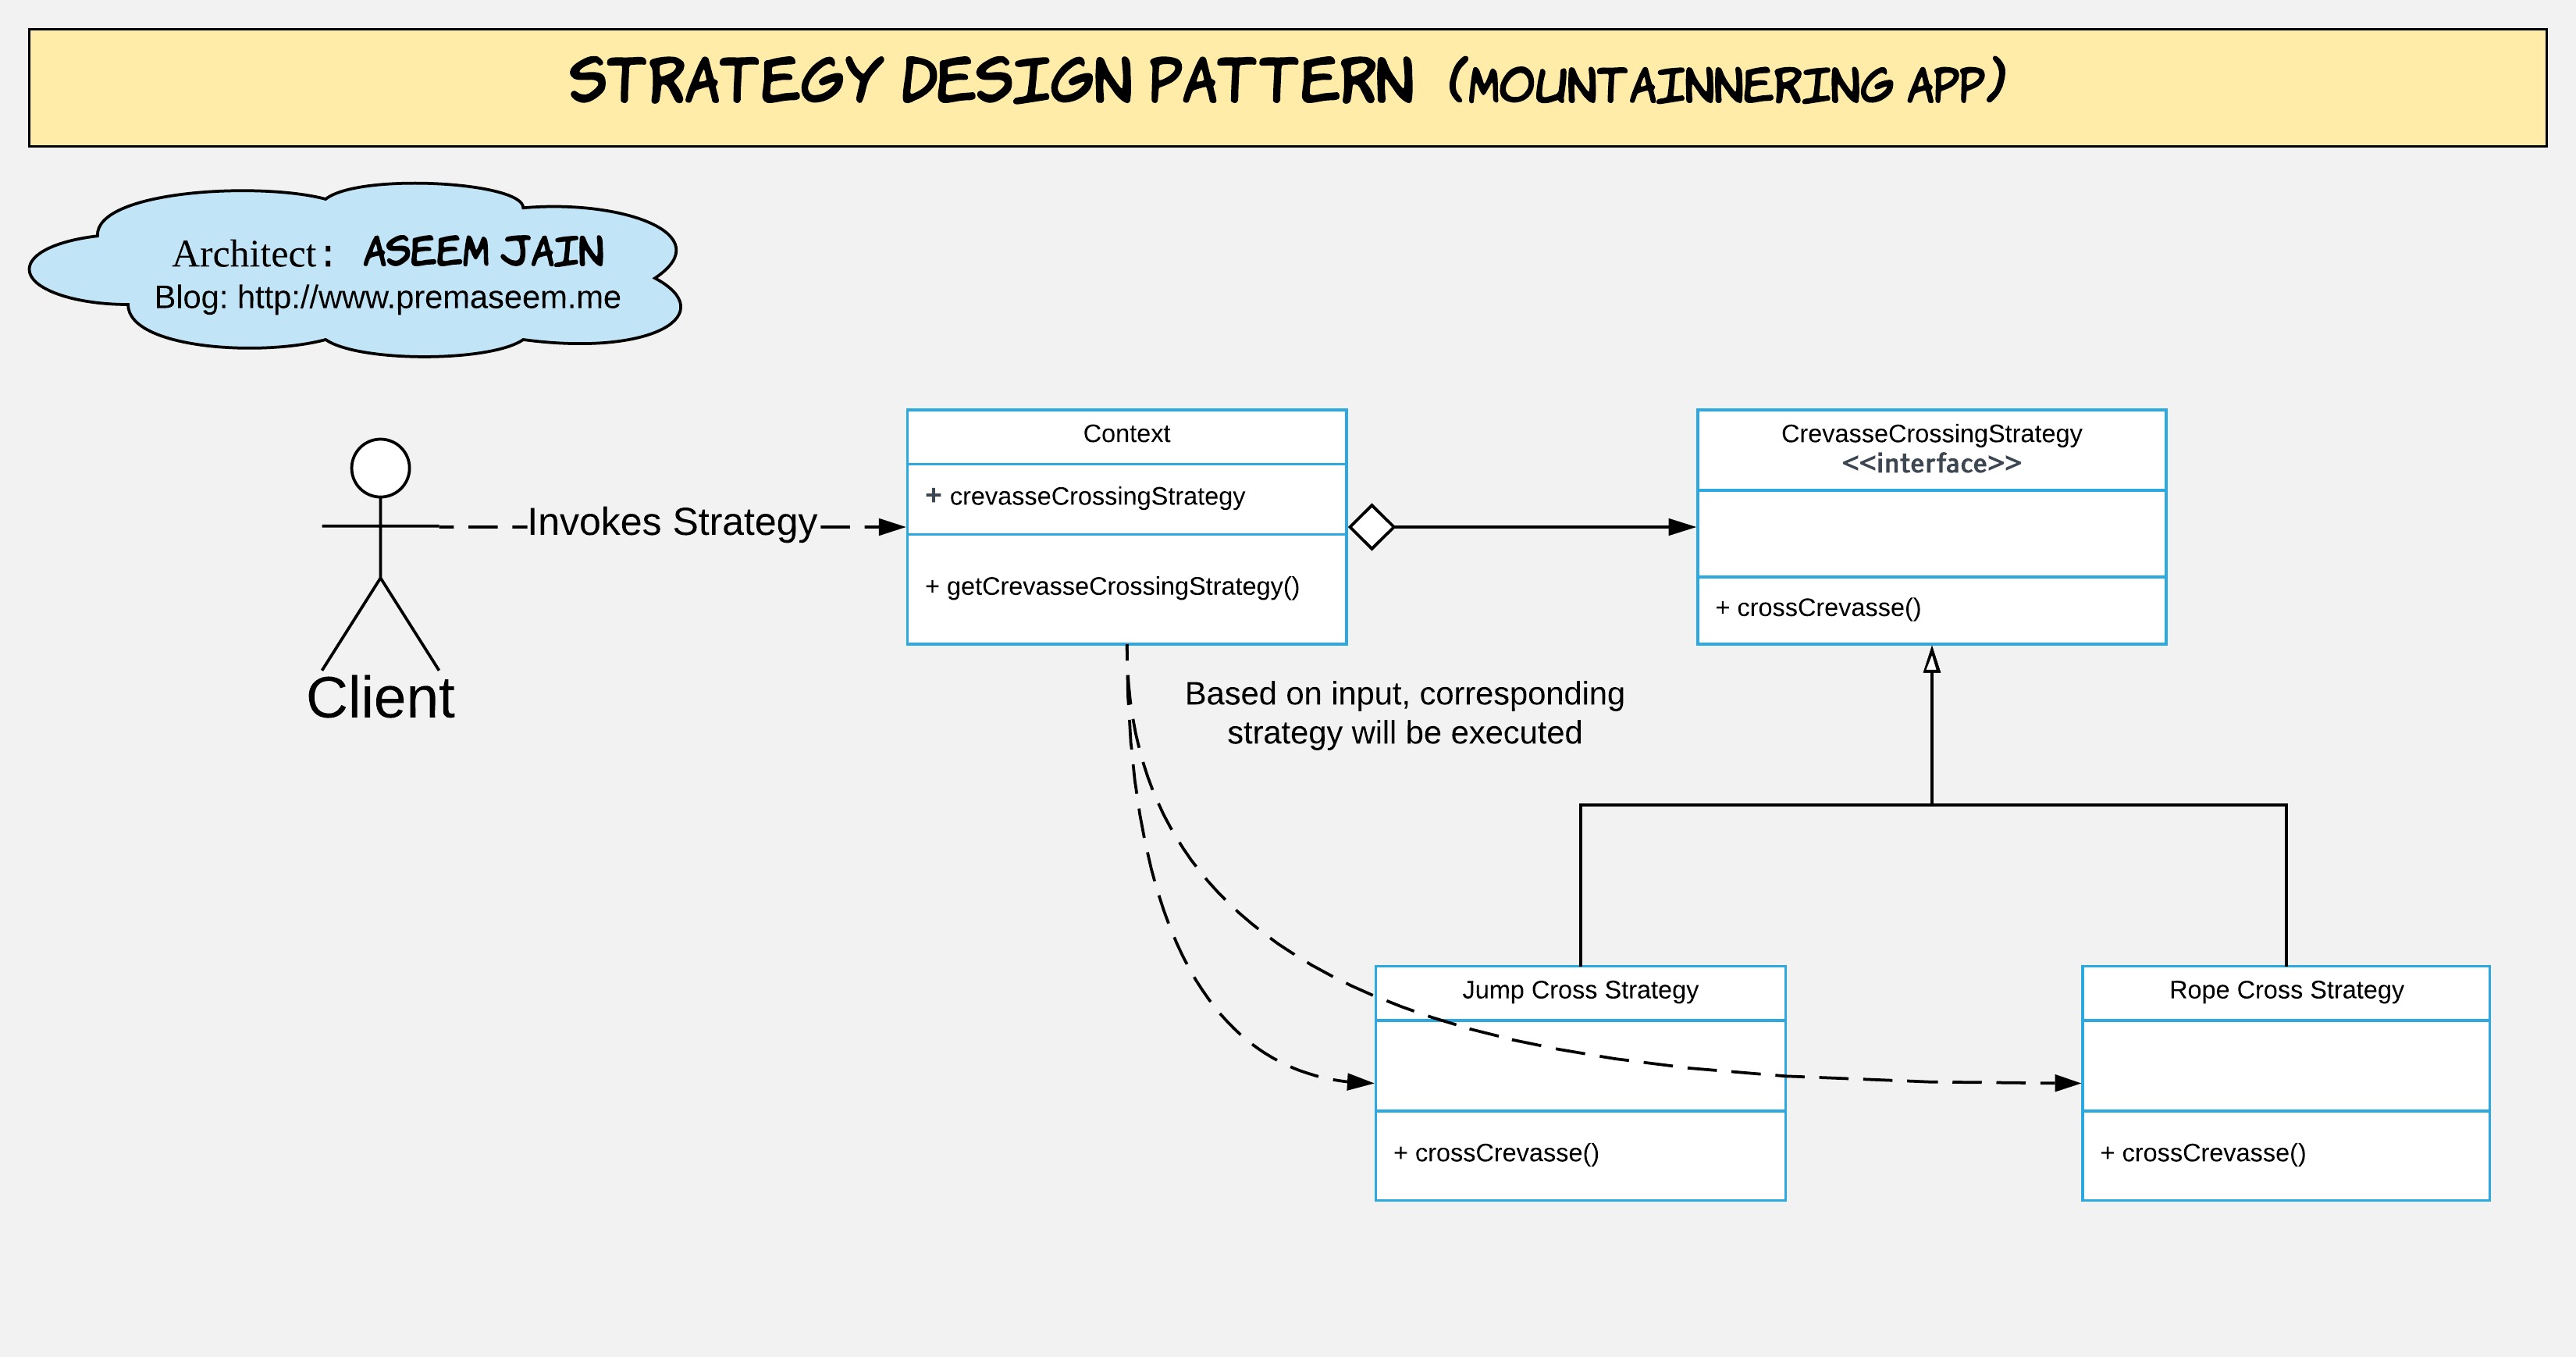 STRATEGY DESIGN PATTERN (MOUNTAINNERING APP)
Architect: ASEEM JAIN
Blog: http://www.premaseem.me
Client
Invokes Strategy
Context
+ crevasseCrossingStrategy
+ getCrevasseCrossingStrategy()
CrevasseCrossingStrategy
<<interface>>
+ crossCrevasse()
Based on input, corresponding
strategy will be executed
Jump Cross Strategy
+ crossCrevasse()
Rope Cross Strategy
+ crossCrevasse()